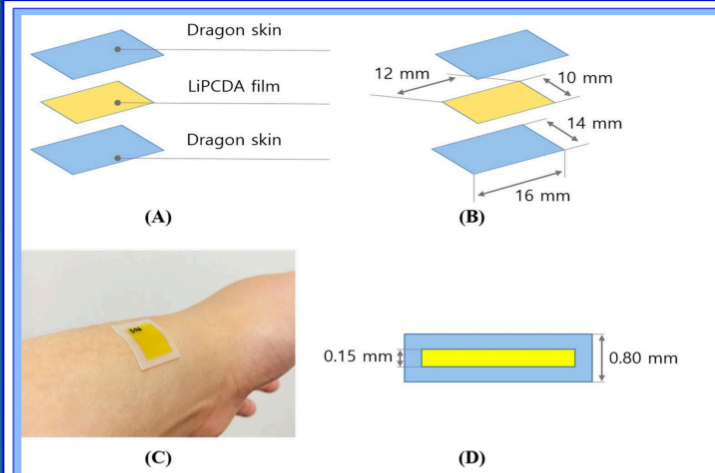 Dragon skin
LiPCDA film
Dragon skin
(A)
12 mm
10 mm
14 mm
16 mm
(B)
(C)
0.15 mm
0.80 mm
(D)